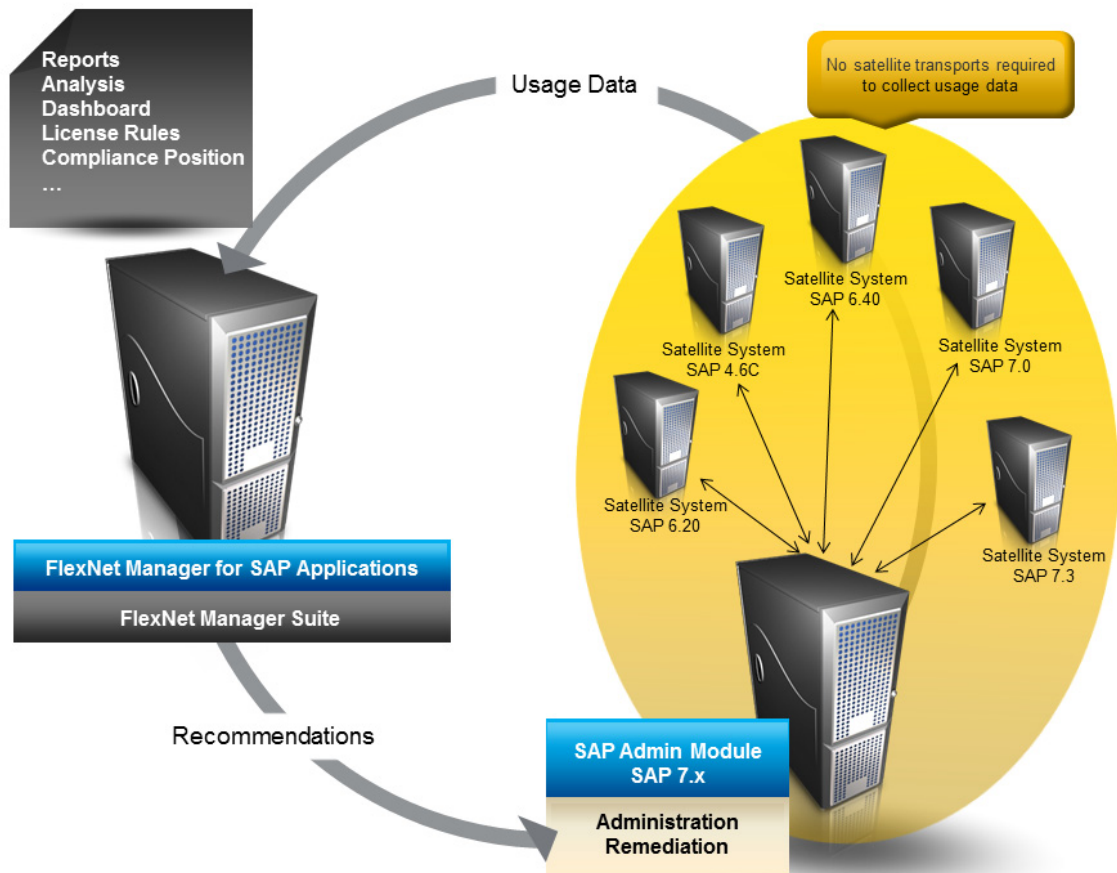 Reports
Analysis
Dashboard
License Rules
Compliance Position
…
Usage Data
No satellite transports required
to collect usage data
Satellite System
SAP 6.40
Satellite System
SAP 4.6C
Satellite System
SAP 7.0
Satellite System
SAP 6.20
Satellite System
SAP 7.3
FlexNet Manager for SAP Applications
FlexNet Manager Suite
Recommendations
SAP Admin Module
SAP 7.x
Administration
Remediation